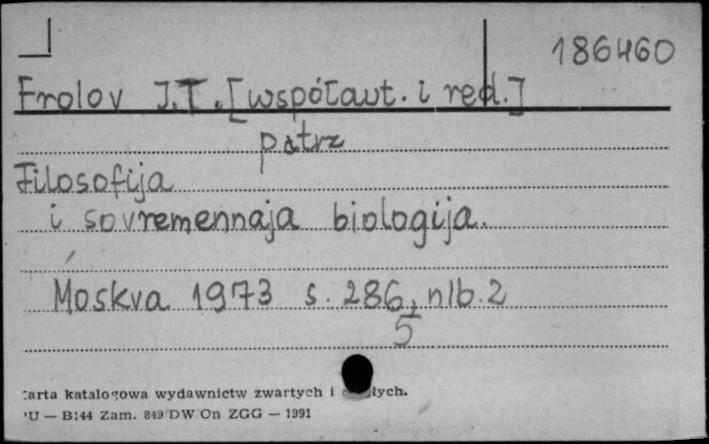 186460
Frolov J.T. [współaut. i red.]
patrz
Filosofija
i sovremennaja biologija.
Moskva 1973 s. 286, nlb. 2
5
karta katalogowa wydawnictw zwartych i
PU — B144 Zam. 849/DW/On ZGG — 1991